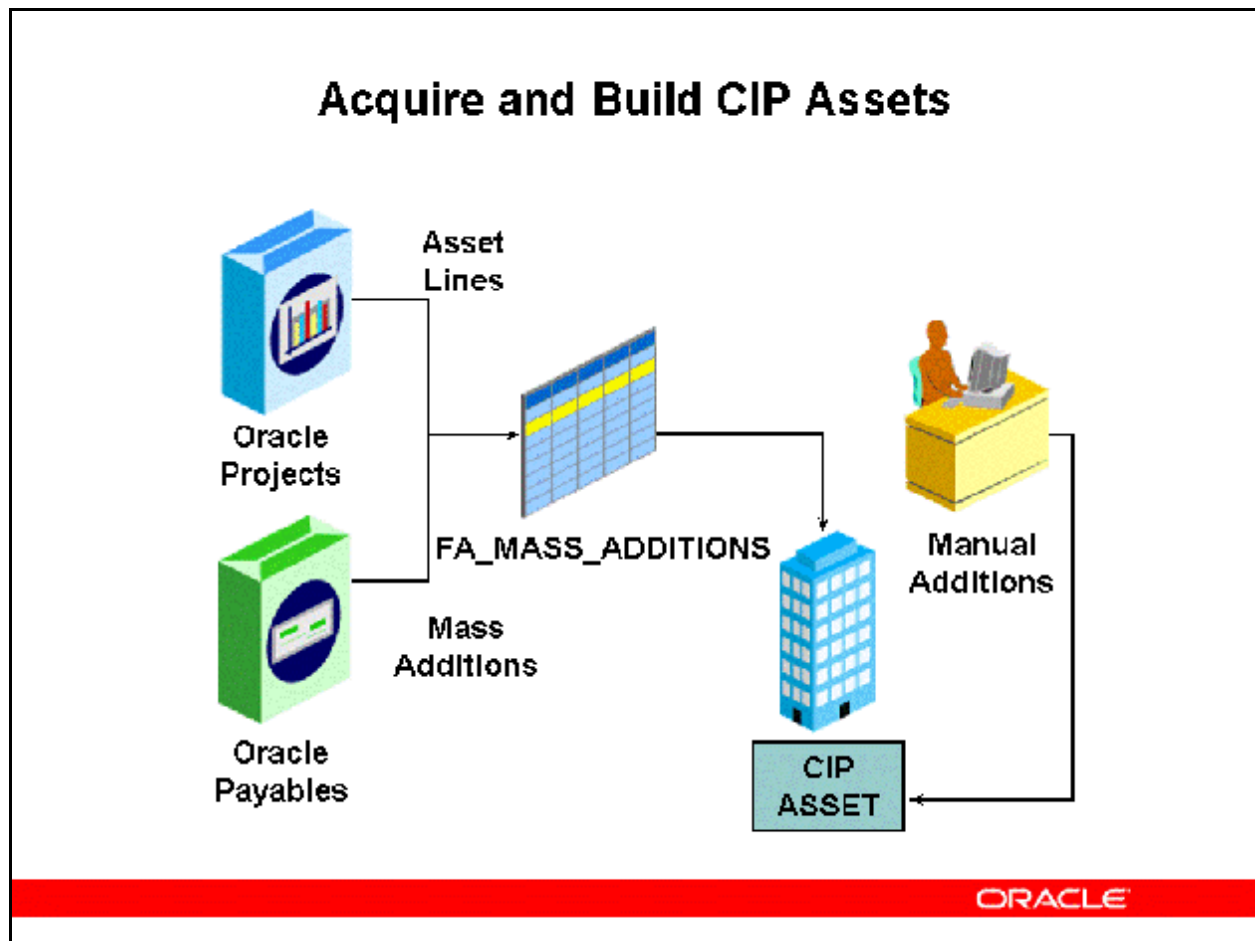 Acquire and Build CIP Assets
Asset
Lines
Oracle
Projects
FA_MASS_ADDITIONS
Manual
Additions
Mass
Additions
Oracle
Payables
CIP
ASSET
ORACLE